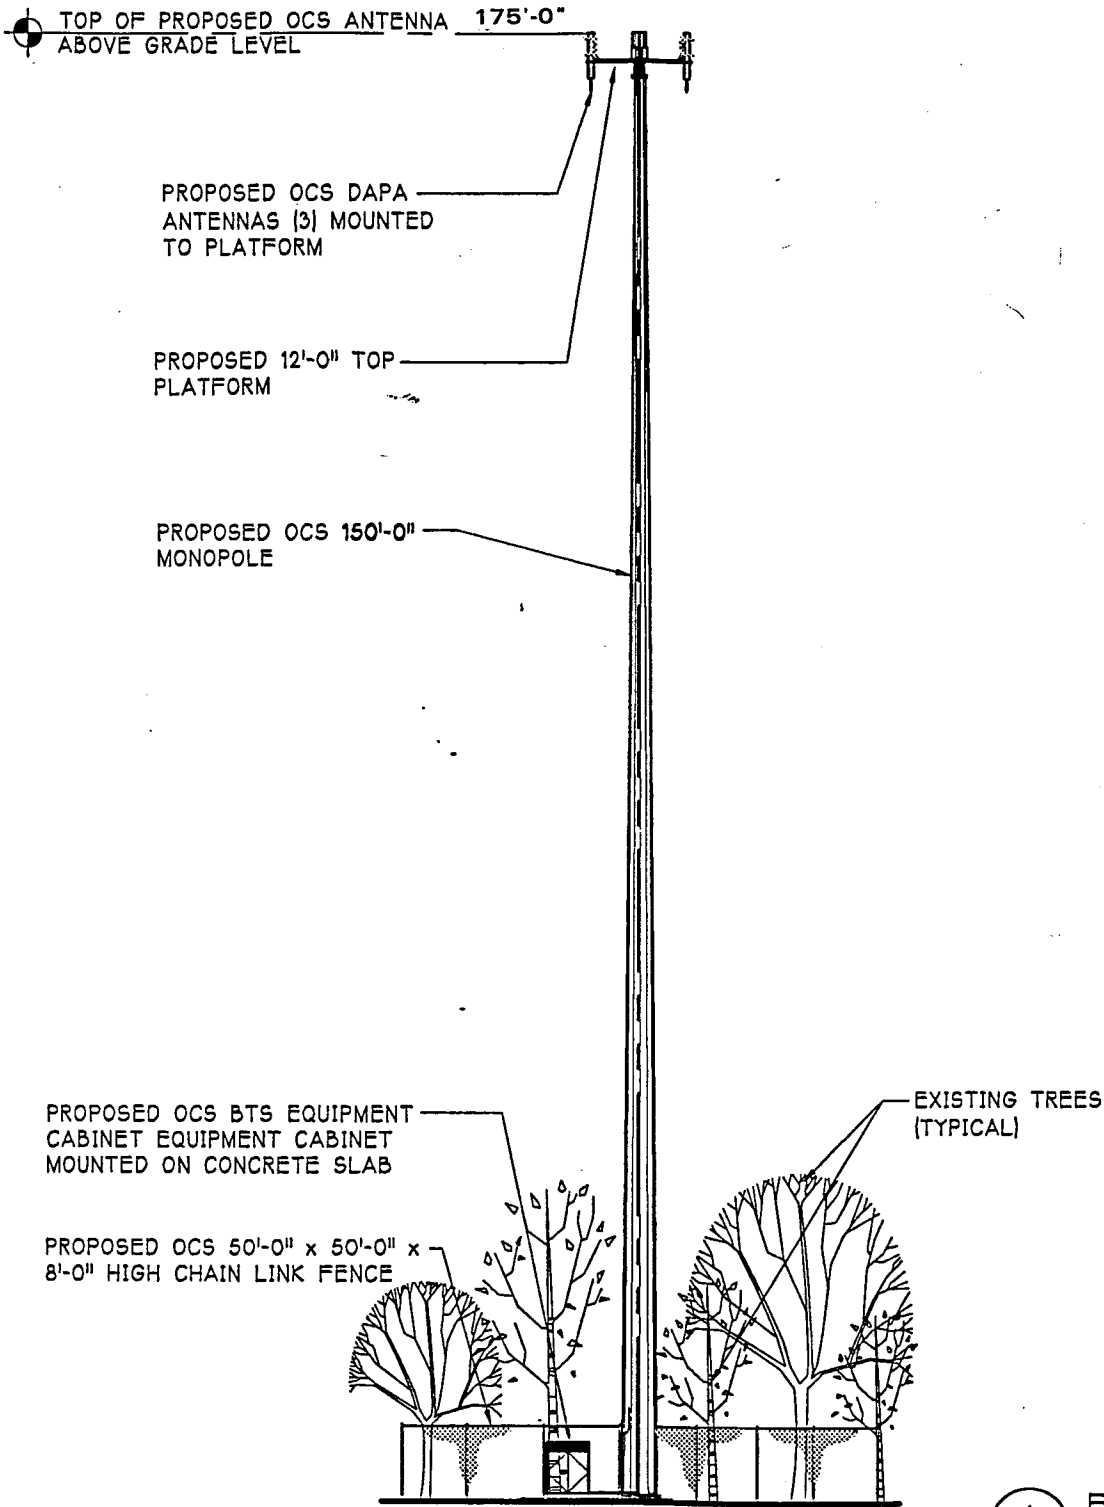 TOP OF PROPOSED OCS ANTENNA 175'-0"
ABOVE GRADE LEVEL
PROPOSED OCS DAPA
ANTENNAS (3) MOUNTED
TO PLATFORM
PROPOSED 12'-0" TOP
PLATFORM
PROPOSED OCS 150'-0"
MONOPOLE
PROPOSED OCS BTS EQUIPMENT
CABINET EQUIPMENT CABINET
MOUNTED ON CONCRETE SLAB
EXISTING TREES
(TYPICAL)
PROPOSED OCS 50'-0" x 50'-0" x
8'-0" HIGH CHAIN LINK FENCE